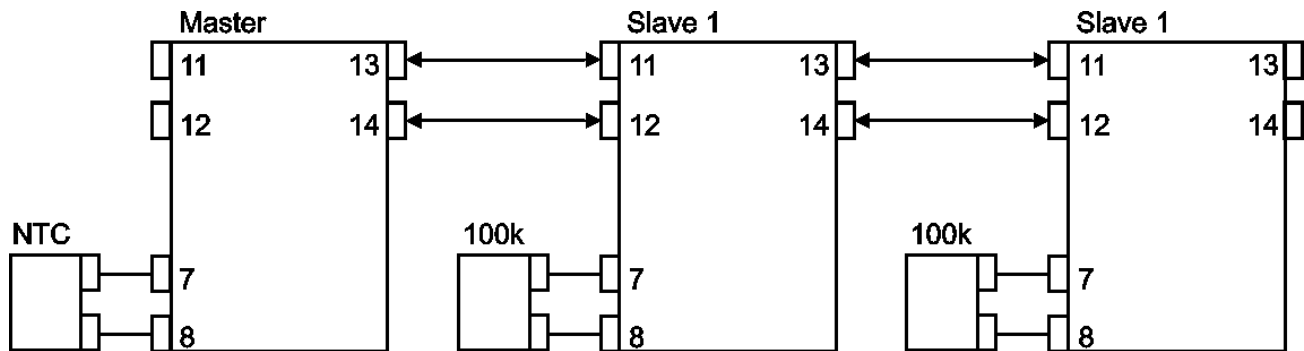 Master Slave 1 Slave 1
11 13 11 13 11 13
12 14 12 14 12 14
NTC 100k 100k
7 7 7
8 8 8